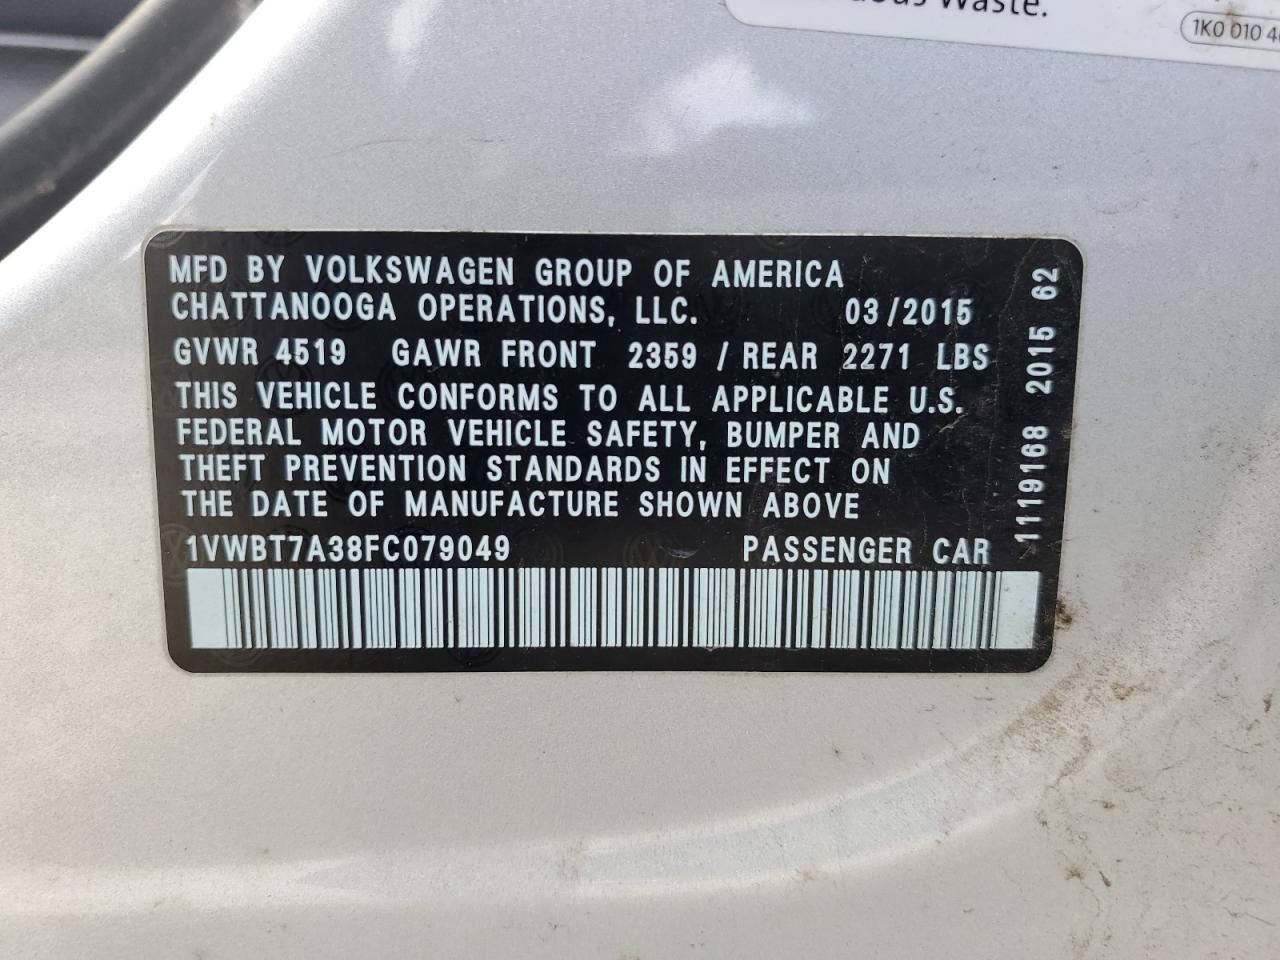 Waste.
1K0 010 4
MFD BY VOLKSWAGEN GROUP OF AMERICA
CHATTANOOGA OPERATIONS, LLC. 03/2015
GVWR 4519 GAWR FRONT 2359 / REAR 2271 LBS
THIS VEHICLE CONFORMS TO ALL APPLICABLE U.S.
FEDERAL MOTOR VEHICLE SAFETY, BUMPER AND
THEFT PREVENTION STANDARDS IN EFFECT ON
THE DATE OF MANUFACTURE SHOWN ABOVE
1VWBT7A38FC079049 PASSENGER CAR
1119168 2015 62